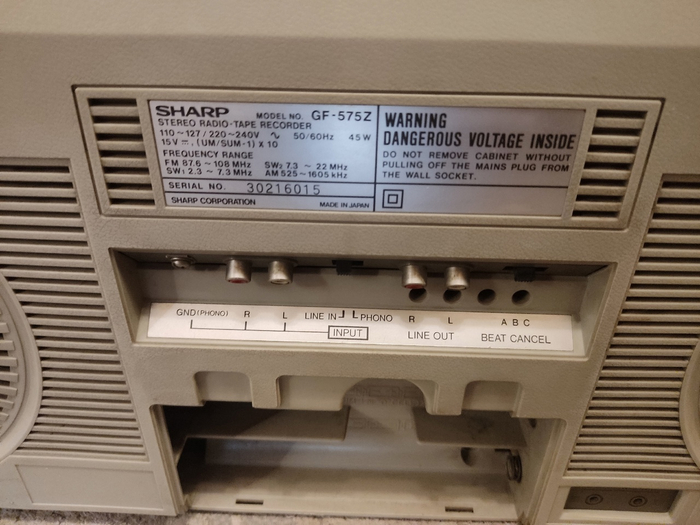 SHARP MODEL NO. GF-575Z
STEREO RADIO-TAPE RECORDER
110~127/220~240V ∿ 50/60Hz 45W
15V ⎓, (UM/SUM-1) X 10
FREQUENCY RANGE
FM 87.6 ~ 108 MHz SW2 7.3 ~ 22 MHz
SW1 2.3 ~ 7.3 MHz AM 525 ~ 1605 kHz
SERIAL NO. 30216015
SHARP CORPORATION MADE IN JAPAN
WARNING
DANGEROUS VOLTAGE INSIDE
DO NOT REMOVE CABINET WITHOUT
PULLING OFF THE MAINS PLUG FROM
THE WALL SOCKET.
GND(PHONO) R L LINE IN PHONO R L A B C
INPUT LINE OUT BEAT CANCEL